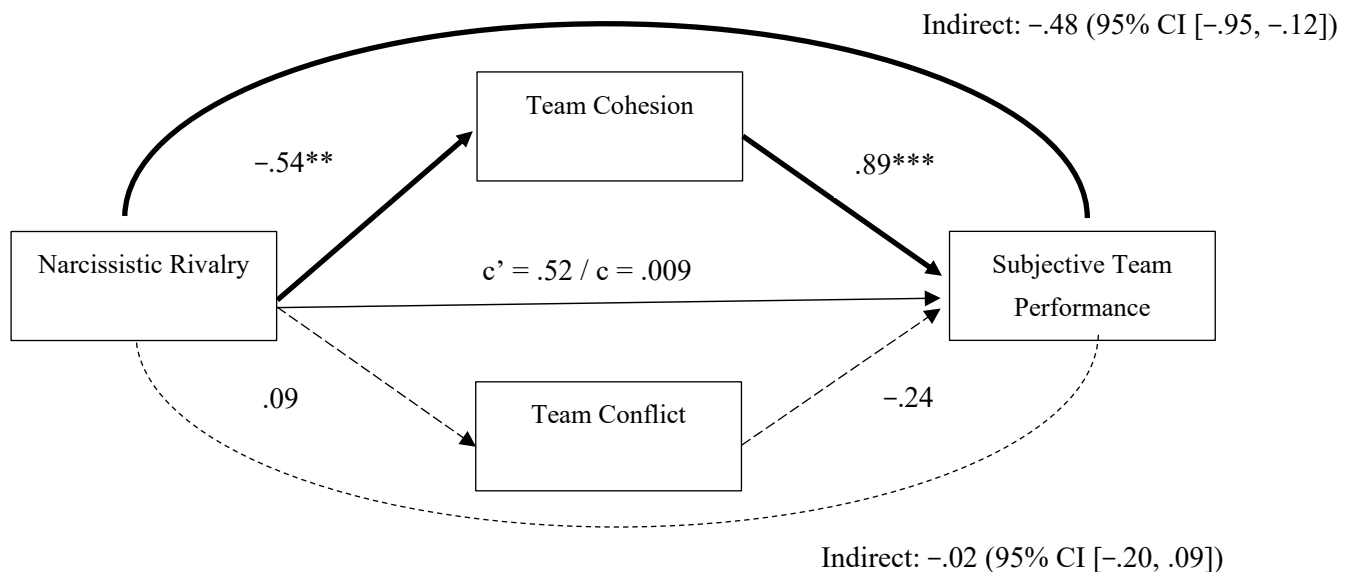 Indirect: −.48 (95% CI [−.95, −.12])
Team Cohesion
−.54**
.89***
Narcissistic Rivalry
c’ = .52 / c = .009
Subjective Team
Performance
.09
Team Conflict
−.24
Indirect: −.02 (95% CI [−.20, .09])